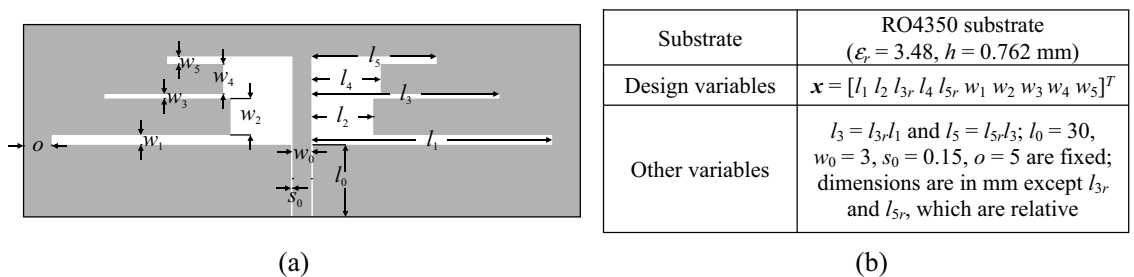 w₅
w₄
w₃
w₂
w₁
o
w₀
s₀
l₀
l₅
l₄
l₃
l₂
l₁
(a)
Substrate
RO4350 substrate
(εᵣ = 3.48, h = 0.762 mm)
Design variables
x = [l₁ l₂ l₃ᵣ l₄ l₅ᵣ w₁ w₂ w₃ w₄ w₅]ᵀ
Other variables
l₃ = l₃ᵣl₁ and l₅ = l₅ᵣl₃; l₀ = 30,
w₀ = 3, s₀ = 0.15, o = 5 are fixed;
dimensions are in mm except l₃ᵣ
and l₅ᵣ, which are relative
(b)